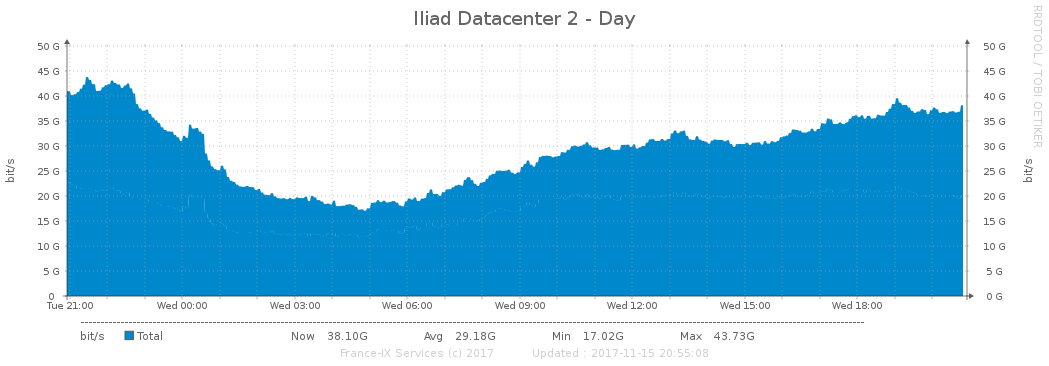 Iliad Datacenter 2 - Day
RRDTOOL / TOBI OETIKER
50 G 50 G
45 G 45 G
40 G 40 G
35 G 35 G
30 G 30 G
25 G 25 G
20 G 20 G
15 G 15 G
10 G 10 G
5 G 5 G
0 0 G
bit/s bit/s
Tue 21:00 Wed 00:00 Wed 03:00 Wed 06:00 Wed 09:00 Wed 12:00 Wed 15:00 Wed 18:00
bit/s Total Now 38.10G Avg 29.18G Min 17.02G Max 43.73G
France-IX Services (c) 2017 Updated : 2017-11-15 20:55:08